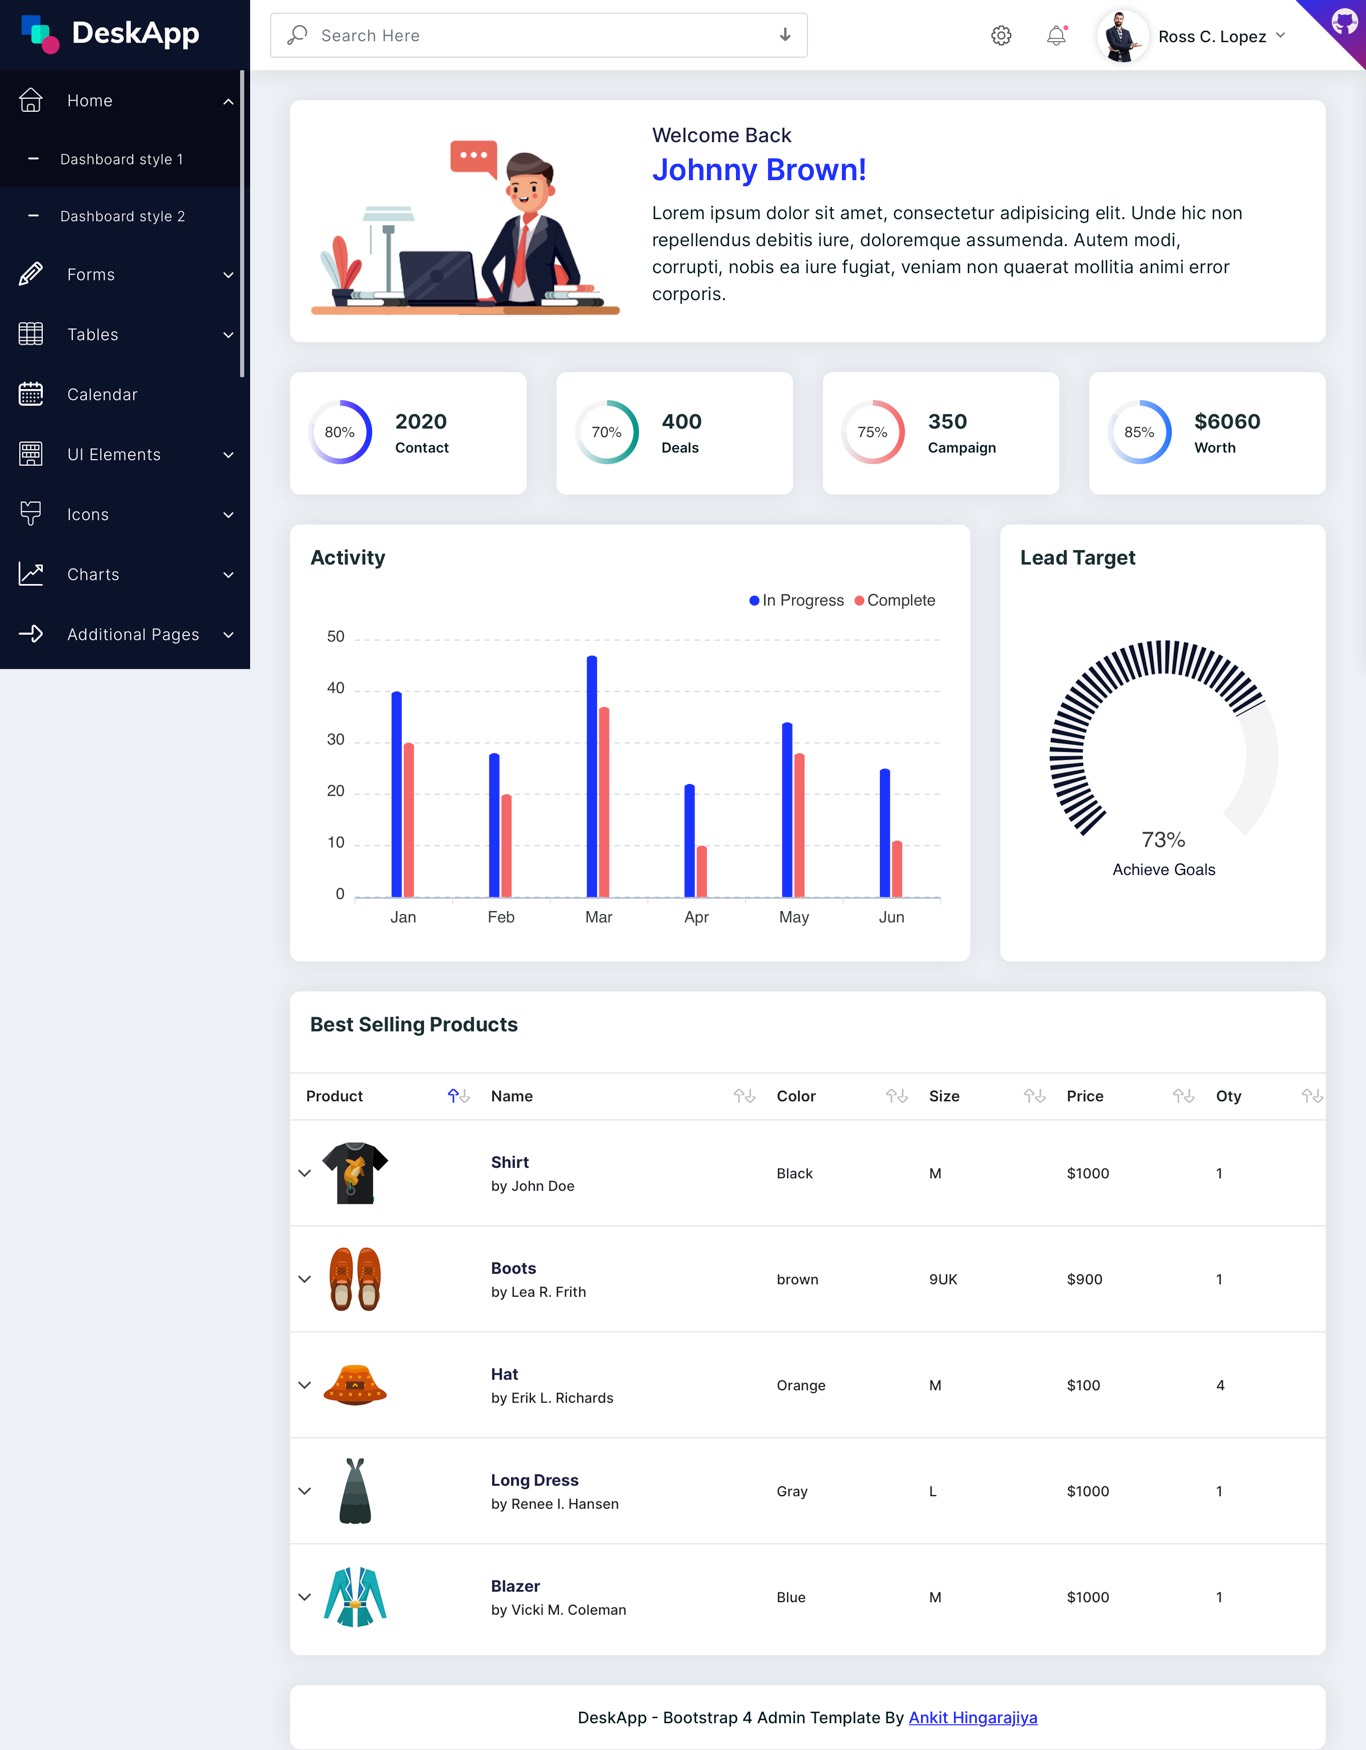 DeskApp
Search Here
Ross C. Lopez
Home
Dashboard style 1
Dashboard style 2
Forms
Tables
Calendar
UI Elements
Icons
Charts
Additional Pages
Welcome Back
Johnny Brown!
Lorem ipsum dolor sit amet, consectetur adipisicing elit. Unde hic non
repellendus debitis iure, doloremque assumenda. Autem modi,
corrupti, nobis ea iure fugiat, veniam non quaerat mollitia animi error
corporis.
80%
2020
Contact
70%
400
Deals
75%
350
Campaign
85%
$6060
Worth
Activity
In Progress Complete
50
40
30
20
10
0
Jan Feb Mar Apr May Jun
Lead Target
73%
Achieve Goals
Best Selling Products
Product Name Color Size Price Qty
Shirt
by John Doe
Black M $1000 1
Boots
by Lea R. Frith
brown 9UK $900 1
Hat
by Erik L. Richards
Orange M $100 4
Long Dress
by Renee I. Hansen
Gray L $1000 1
Blazer
by Vicki M. Coleman
Blue M $1000 1
DeskApp - Bootstrap 4 Admin Template By Ankit Hingarajiya